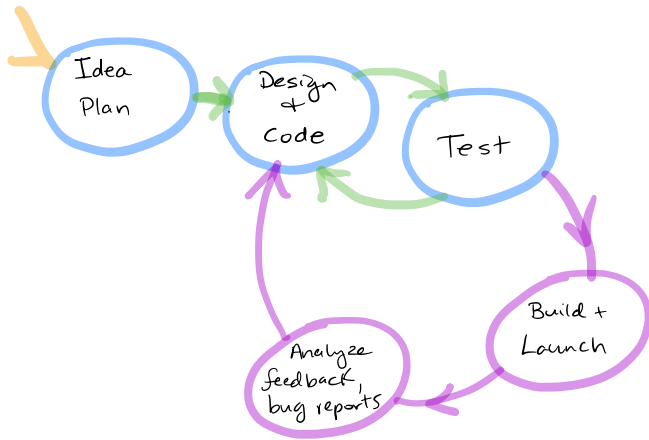 Idea
Plan
Design
+
Code
Test
Build +
Launch
Analyze
feedback,
bug reports